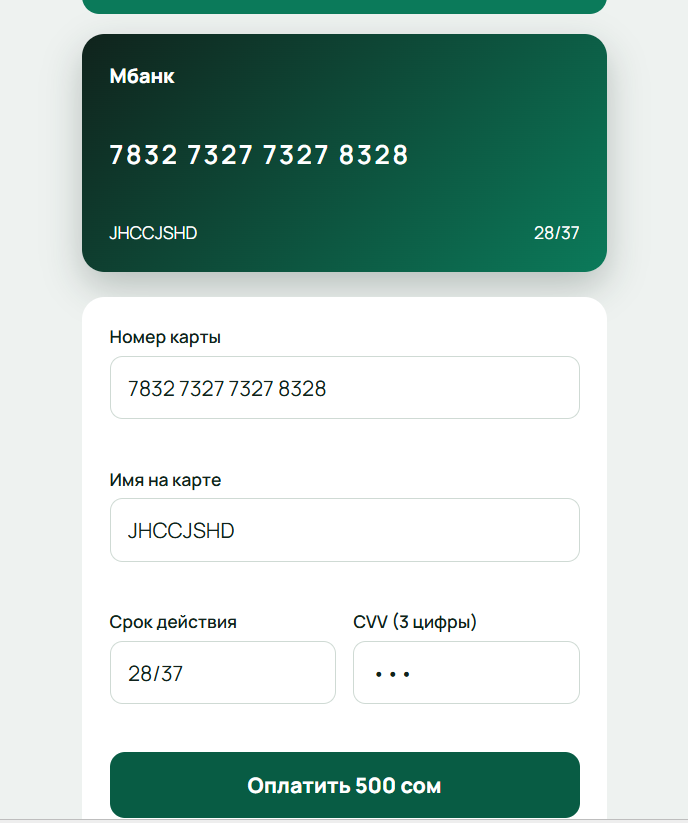 Мбанк
7832 7327 7327 8328
JHCCJSHD 28/37
Номер карты
7832 7327 7327 8328
Имя на карте
JHCCJSHD
Срок действия CVV (3 цифры)
28/37 •••
Оплатить 500 сом